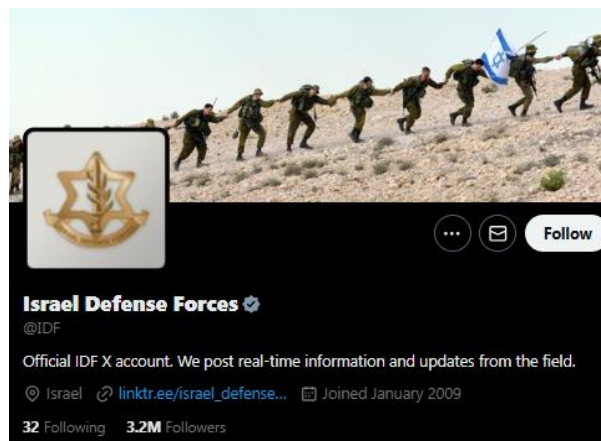 Follow
Israel Defense Forces
@IDF
Official IDF X account. We post real-time information and updates from the field.
Israel linktr.ee/israel_defense... Joined January 2009
32 Following 3.2M Followers